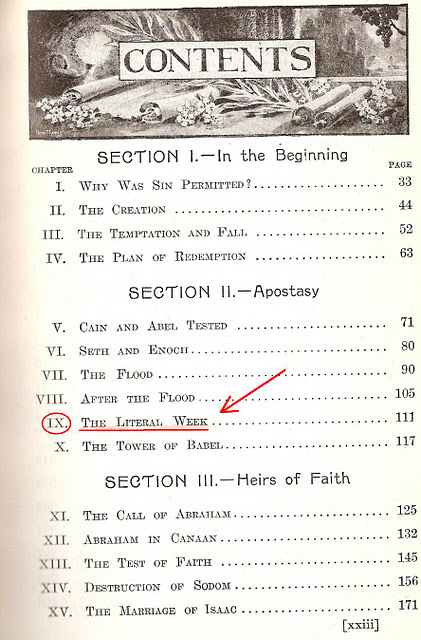 CONTENTS
SECTION I.—In the Beginning
CHAPTER PAGE
I. WHY WAS SIN PERMITTED? .................... 33
II. THE CREATION .................... 44
III. THE TEMPTATION AND FALL .................... 52
IV. THE PLAN OF REDEMPTION .................... 63
SECTION II.—Apostasy
V. CAIN AND ABEL TESTED .................... 71
VI. SETH AND ENOCH .................... 80
VII. THE FLOOD .................... 90
VIII. AFTER THE FLOOD .................... 105
IX. THE LITERAL WEEK .................... 111
X. THE TOWER OF BABEL .................... 117
SECTION III.—Heirs of Faith
XI. THE CALL OF ABRAHAM .................... 125
XII. ABRAHAM IN CANAAN .................... 132
XIII. THE TEST OF FAITH .................... 145
XIV. DESTRUCTION OF SODOM .................... 156
XV. THE MARRIAGE OF ISAAC .................... 171
[xxiii]